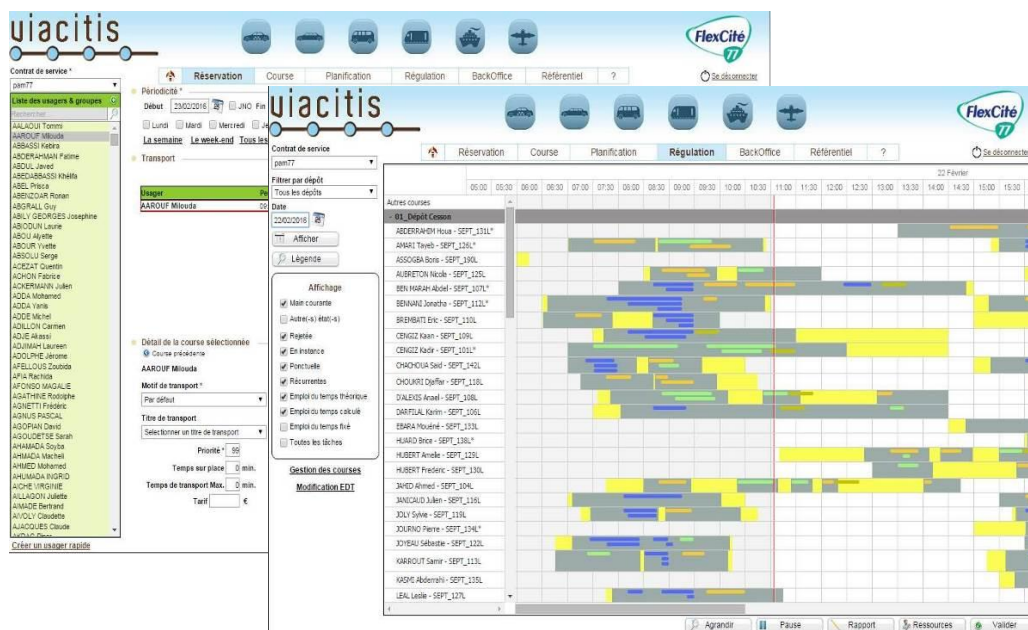 viacitis
FlexCité
77
Contrat de service *
pam77
Réservation Course Planification Régulation BackOffice Référentiel ?
Se déconnecter
Liste des usagers & groupes
Rechercher
AALAOUI Tommi
AAROUF Milouda
ABBASSI Kebira
ABDERAHMAN Fatime
ABDUL Javed
ABEDABBASSI Khélifa
ABEL Prisca
ABENZOAR Ronan
ABGRALL Guy
ABILY GEORGES Josephine
ABIODUN Laurie
ABOU Alyette
ABOUR Yvette
ABSOLU Serge
ACEZAT Quentin
ACHON Fabrice
ACKERMANN Julien
ADDA Mohamed
ADDA Yanis
ADDE Michel
ADILLON Carmen
ADJE Akassi
ADJIMAH Laureen
ADOLPHE Jérome
AFELLOUS Zoubida
AFIA Rachida
AFONSO MAGALIE
AGATHINE Rodolphe
AGNETTI Frédéric
AGNUS PASCAL
AGOPIAN David
AGOUDETSE Sarah
AHAMADA Soyba
AHMADA Macheli
AHMED Mohamed
AHUMADA INGRID
AICHE VIRGINIE
AILLAGON Juliette
AIMADE Bertrand
AIVOLY Claudette
AJACQUES Claude
Créer un usager rapide
Périodicité *
Début 23/02/2016 JNO Fin
Lundi Mardi Mercredi
La semaine Le week-end Tous les
Transport
Usager
AAROUF Milouda
Détail de la course sélectionnée
Course précédente
AAROUF Milouda
Motif de transport *
Par défaut
Titre de transport
Sélectionner un titre de transport
Priorité * 99
Temps sur place 0 min.
Temps de transport Max. 0 min.
Tarif €
viacitis
FlexCité
77
Contrat de service
pam77
Réservation Course Planification Régulation BackOffice Référentiel ?
Se déconnecter
Filtrer par dépôt
Tous les dépôts
Date
22/02/2016
Afficher
Légende
Affichage
Main courante
Autre(-s) état(-s)
Rejetée
En instance
Ponctuelle
Récurrentes
Emploi du temps théorique
Emploi du temps calculé
Emploi du temps fixé
Toutes les tâches
Gestion des courses
Modification EDT
22 Février
05:00 05:30 06:00 06:30 07:00 07:30 08:00 08:30 09:00 09:30 10:00 10:30 11:00 11:30 12:00 12:30 13:00 13:30 14:00 14:30 15:00 15:30
Autres courses
- 01_Dépôt Cesson
ABDERRAHIM Houa - SEPT_131L*
AMARI Tayeb - SEPT_126L*
ASSOGBA Boris - SEPT_190L
AUBRETON Nicola - SEPT_125L
BEN MARAH Abdel - SEPT_107L*
BENNANI Jonatha - SEPT_112L*
BREMBATI Eric - SEPT_110L
CENGIZ Kaan - SEPT_109L
CENGIZ Kadir - SEPT_101L*
CHACHOUA Said - SEPT_142L
CHOUKRI Djaffar - SEPT_118L
D'ALEXIS Anael - SEPT_108L
DARFILAL Karim - SEPT_106L
EBARA Mouéné - SEPT_133L
HUARD Brice - SEPT_138L*
HUBERT Amelie - SEPT_129L
HUBERT Frederic - SEPT_130L
JAHID Ahmed - SEPT_104L
JANICAUD Julien - SEPT_116L
JOLY Sylvie - SEPT_119L
JOURNO Pierre - SEPT_134L*
JOYEAU Sébastie - SEPT_122L
KARROUT Samir - SEPT_113L
KASMI Abderrahi - SEPT_135L
LEAL Leslie - SEPT_127L
Agrandir Pause Rapport Ressources Valider